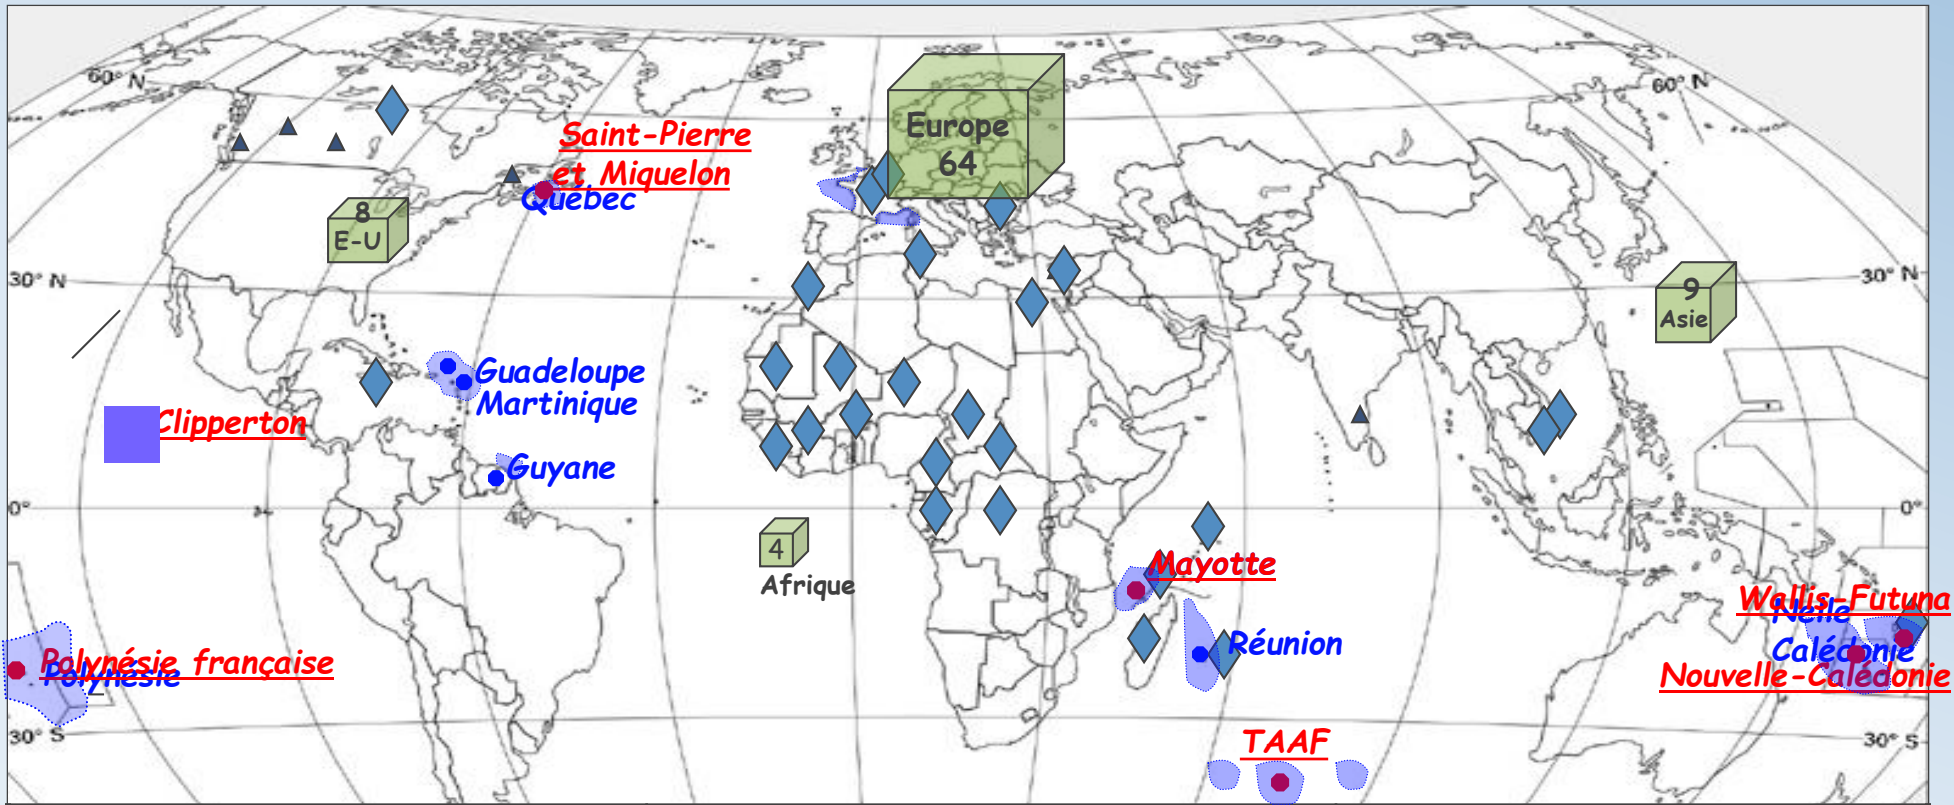 60° N
60° N
Saint-Pierre
et Miquelon
Québec
Europe
64
8
E-U
30° N
30° N
9
Asie
Guadeloupe
Martinique
Clipperton
Guyane
0°
0°
4
Afrique
Mayotte
Wallis-Futuna
Nelle
Calédonie
Nouvelle-Calédonie
Réunion
Polynésie française
Polynésie
30° S
30° S
TAAF